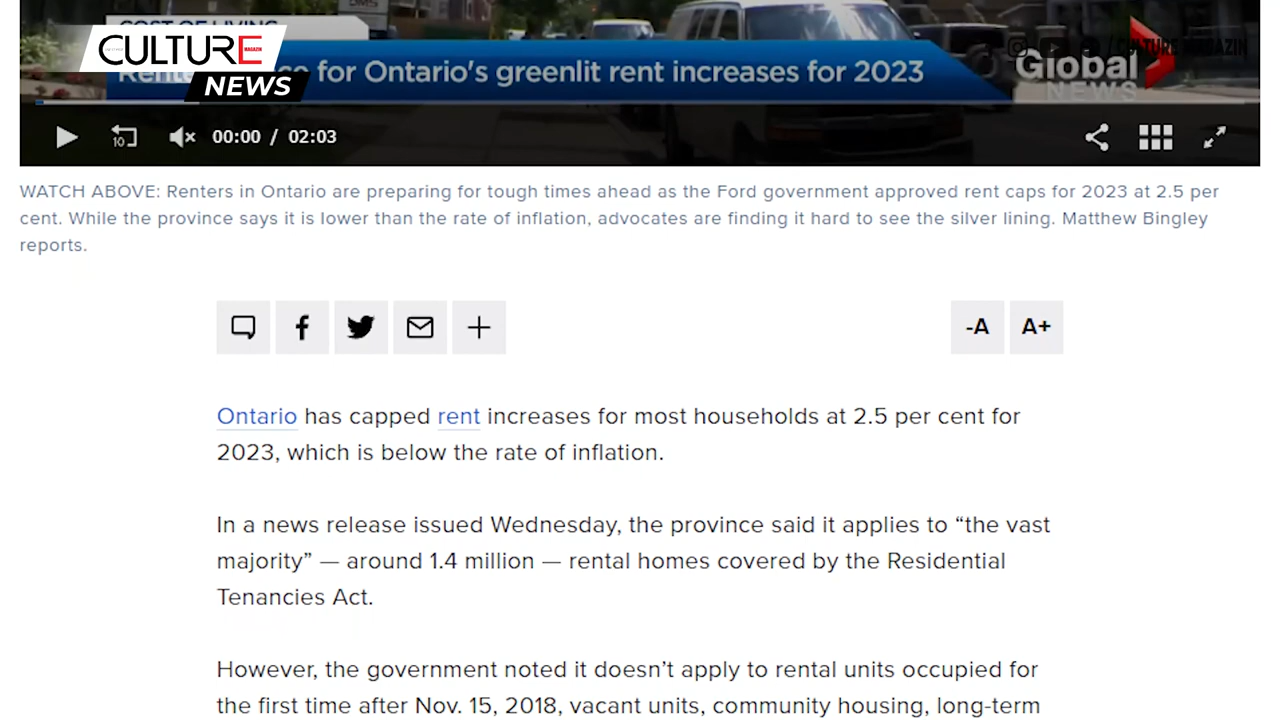 COST OF LIVING
CULTURE
MAGAZIN
NEWS
for Ontario's greenlit rent increases for 2023
Global
NEWS
/CULTURE MAGAZIN
10
00:00 / 02:03
WATCH ABOVE: Renters in Ontario are preparing for tough times ahead as the Ford government approved rent caps for 2023 at 2.5 per
cent. While the province says it is lower than the rate of inflation, advocates are finding it hard to see the silver lining. Matthew Bingley
reports.
-A A+
Ontario has capped rent increases for most households at 2.5 per cent for
2023, which is below the rate of inflation.
In a news release issued Wednesday, the province said it applies to “the vast
majority” — around 1.4 million — rental homes covered by the Residential
Tenancies Act.
However, the government noted it doesn’t apply to rental units occupied for
the first time after Nov. 15, 2018, vacant units, community housing, long-term